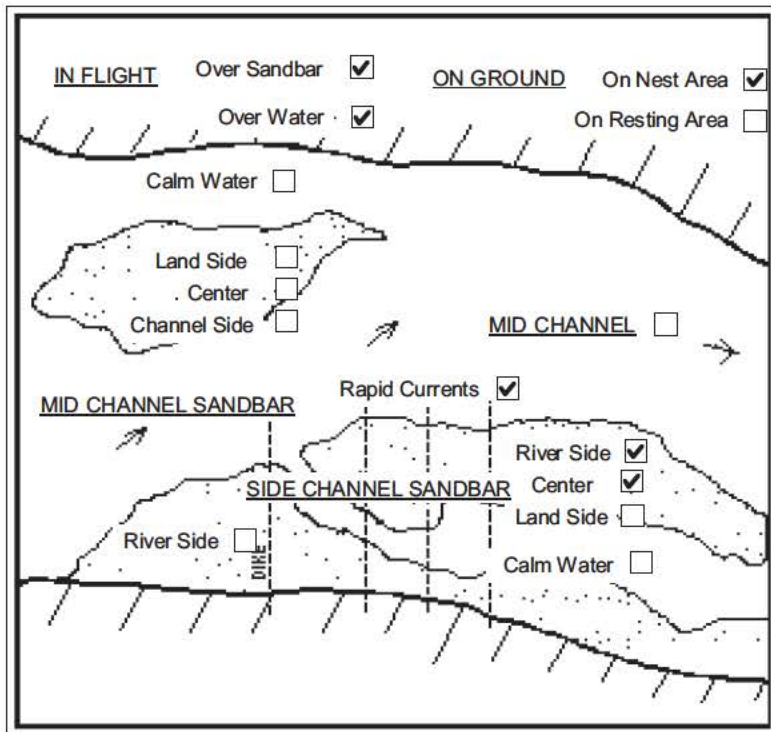 IN FLIGHT Over Sandbar ON GROUND On Nest Area
Over Water On Resting Area
Calm Water
Land Side
Center
Channel Side
MID CHANNEL
Rapid Currents
MID CHANNEL SANDBAR
River Side
SIDE CHANNEL SANDBAR Center
Land Side
River Side
DIKE
Calm Water